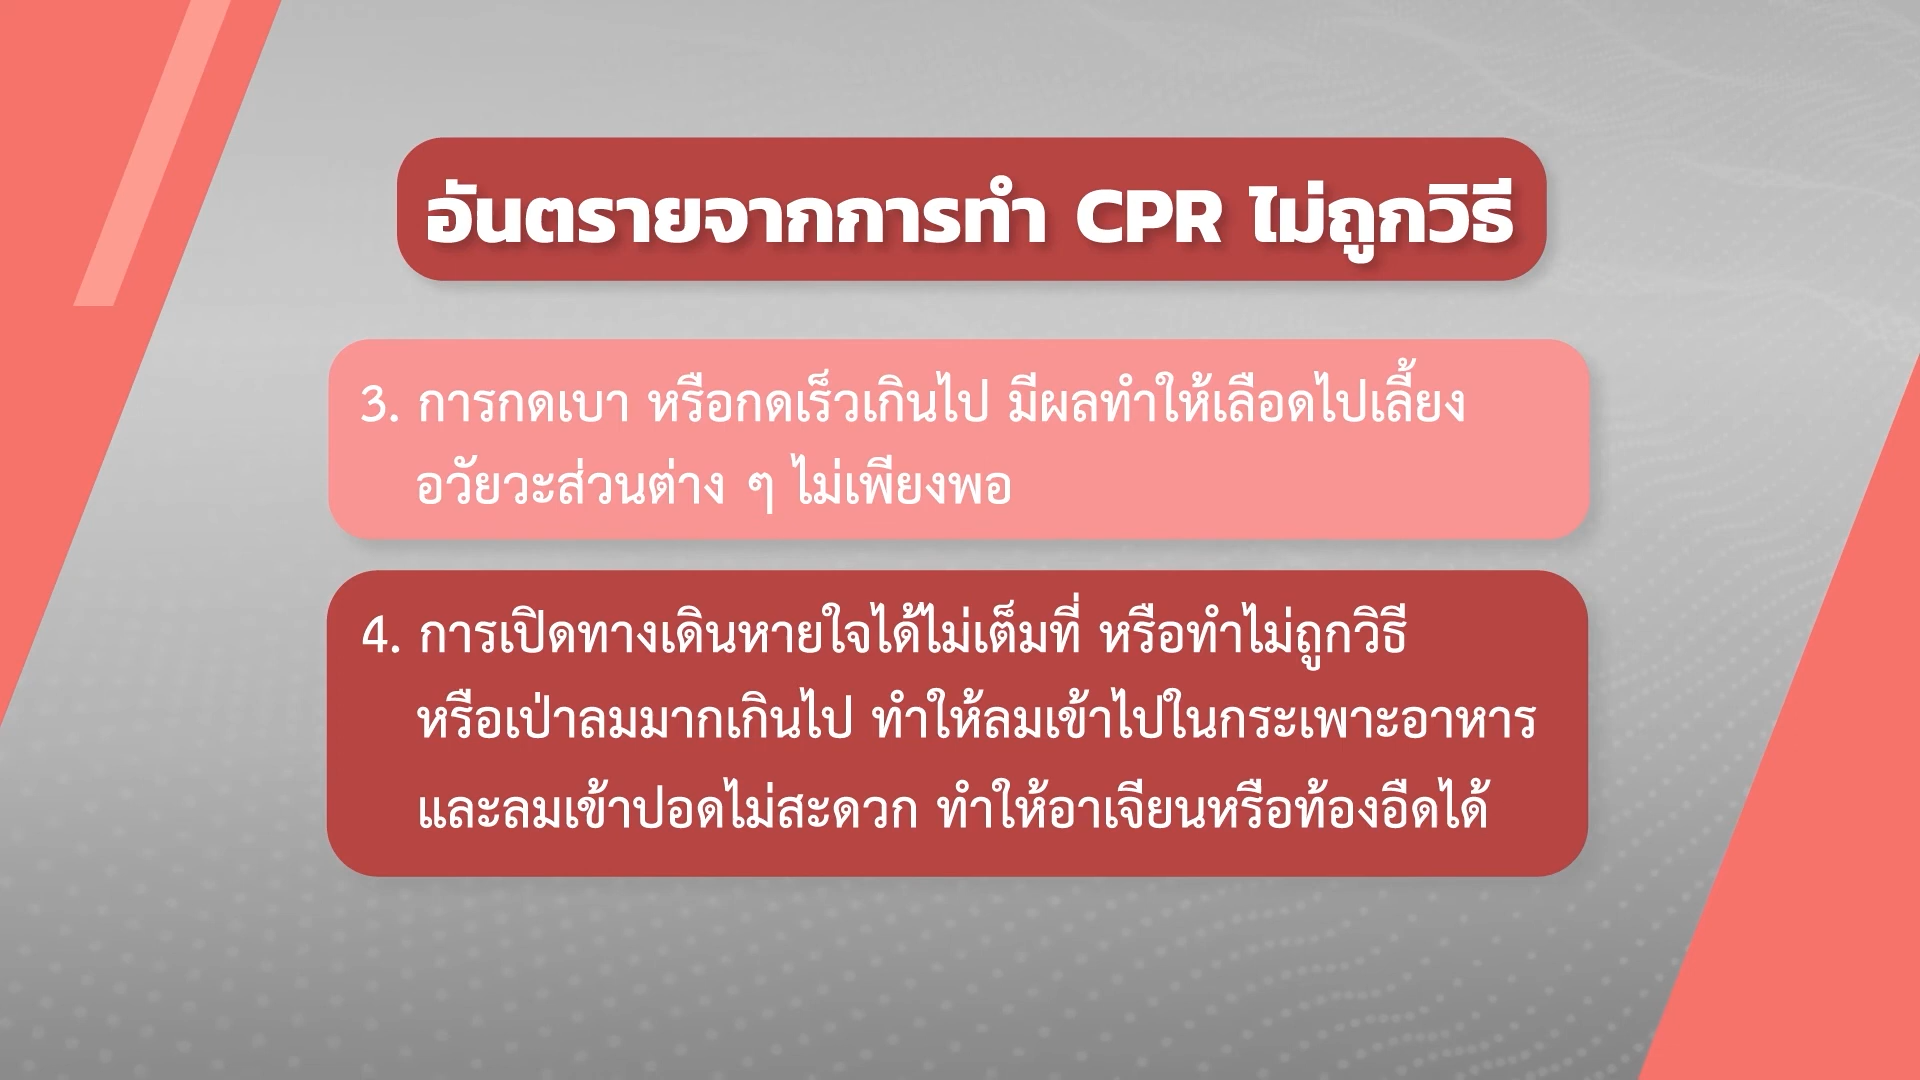 อันตรายจากการทำ CPR ไม่ถูกวิธี
3. การกดเบา หรือกดเร็วเกินไป มีผลทำให้เลือดไปเลี้ยง
อวัยวะส่วนต่าง ๆ ไม่เพียงพอ
4. การเปิดทางเดินหายใจได้ไม่เต็มที่ หรือทำไม่ถูกวิธี
หรือเป่าลมมากเกินไป ทำให้ลมเข้าไปในกระเพาะอาหาร
และลมเข้าปอดไม่สะดวก ทำให้อาเจียนหรือท้องอืดได้